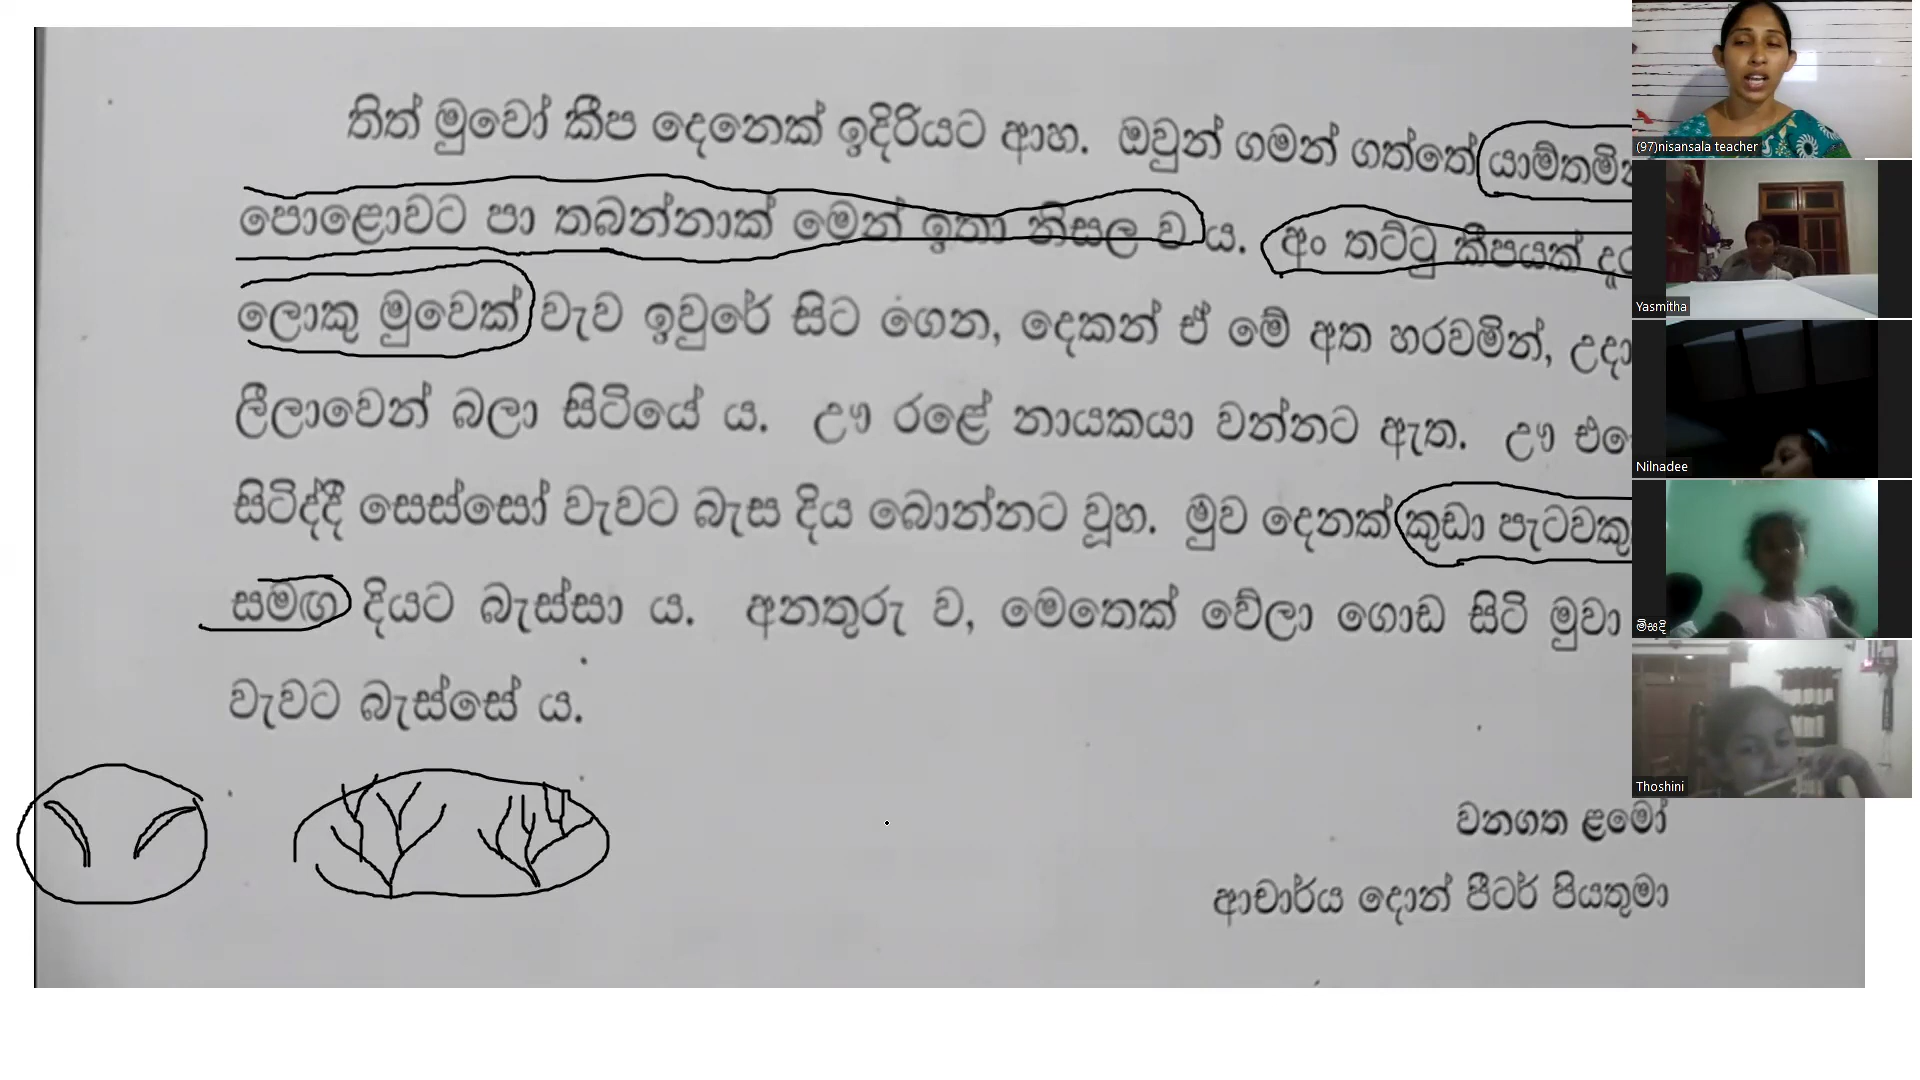 තිත් මුවෝ කීප දෙනෙක් ඉදිරියට ආහ. ඔවුන් ගමන් ගත්තේ
පොළොවට පා තබන්නාක් මෙන් ඉතා නිසල ව ය. අං තට්ටු කීපයක්
ලොකු මුවෙක් වැව ඉවුරේ සිට ගෙන, දෙකන් ඒ මේ අත හරවමින්,
ලීලාවෙන් බලා සිටියේ ය. ඌ රළේ නායකයා වන්නට ඇත. ඌ
සිටිද්දී සෙස්සෝ වැවට බැස දිය බොන්නට වූහ. මුව දෙනක් කුඩා පැටවකු
සමඟ දියට බැස්සා ය. අනතුරු ව, මෙතෙක් වේලා ගොඩ සිටි මුවා
වැවට බැස්සේ ය.
වනගත ළමෝ
ආචාර්ය දොන් පීටර් පියතුමා
(97)nisansala teacher
Yasmitha
Nilnadee
Thoshini